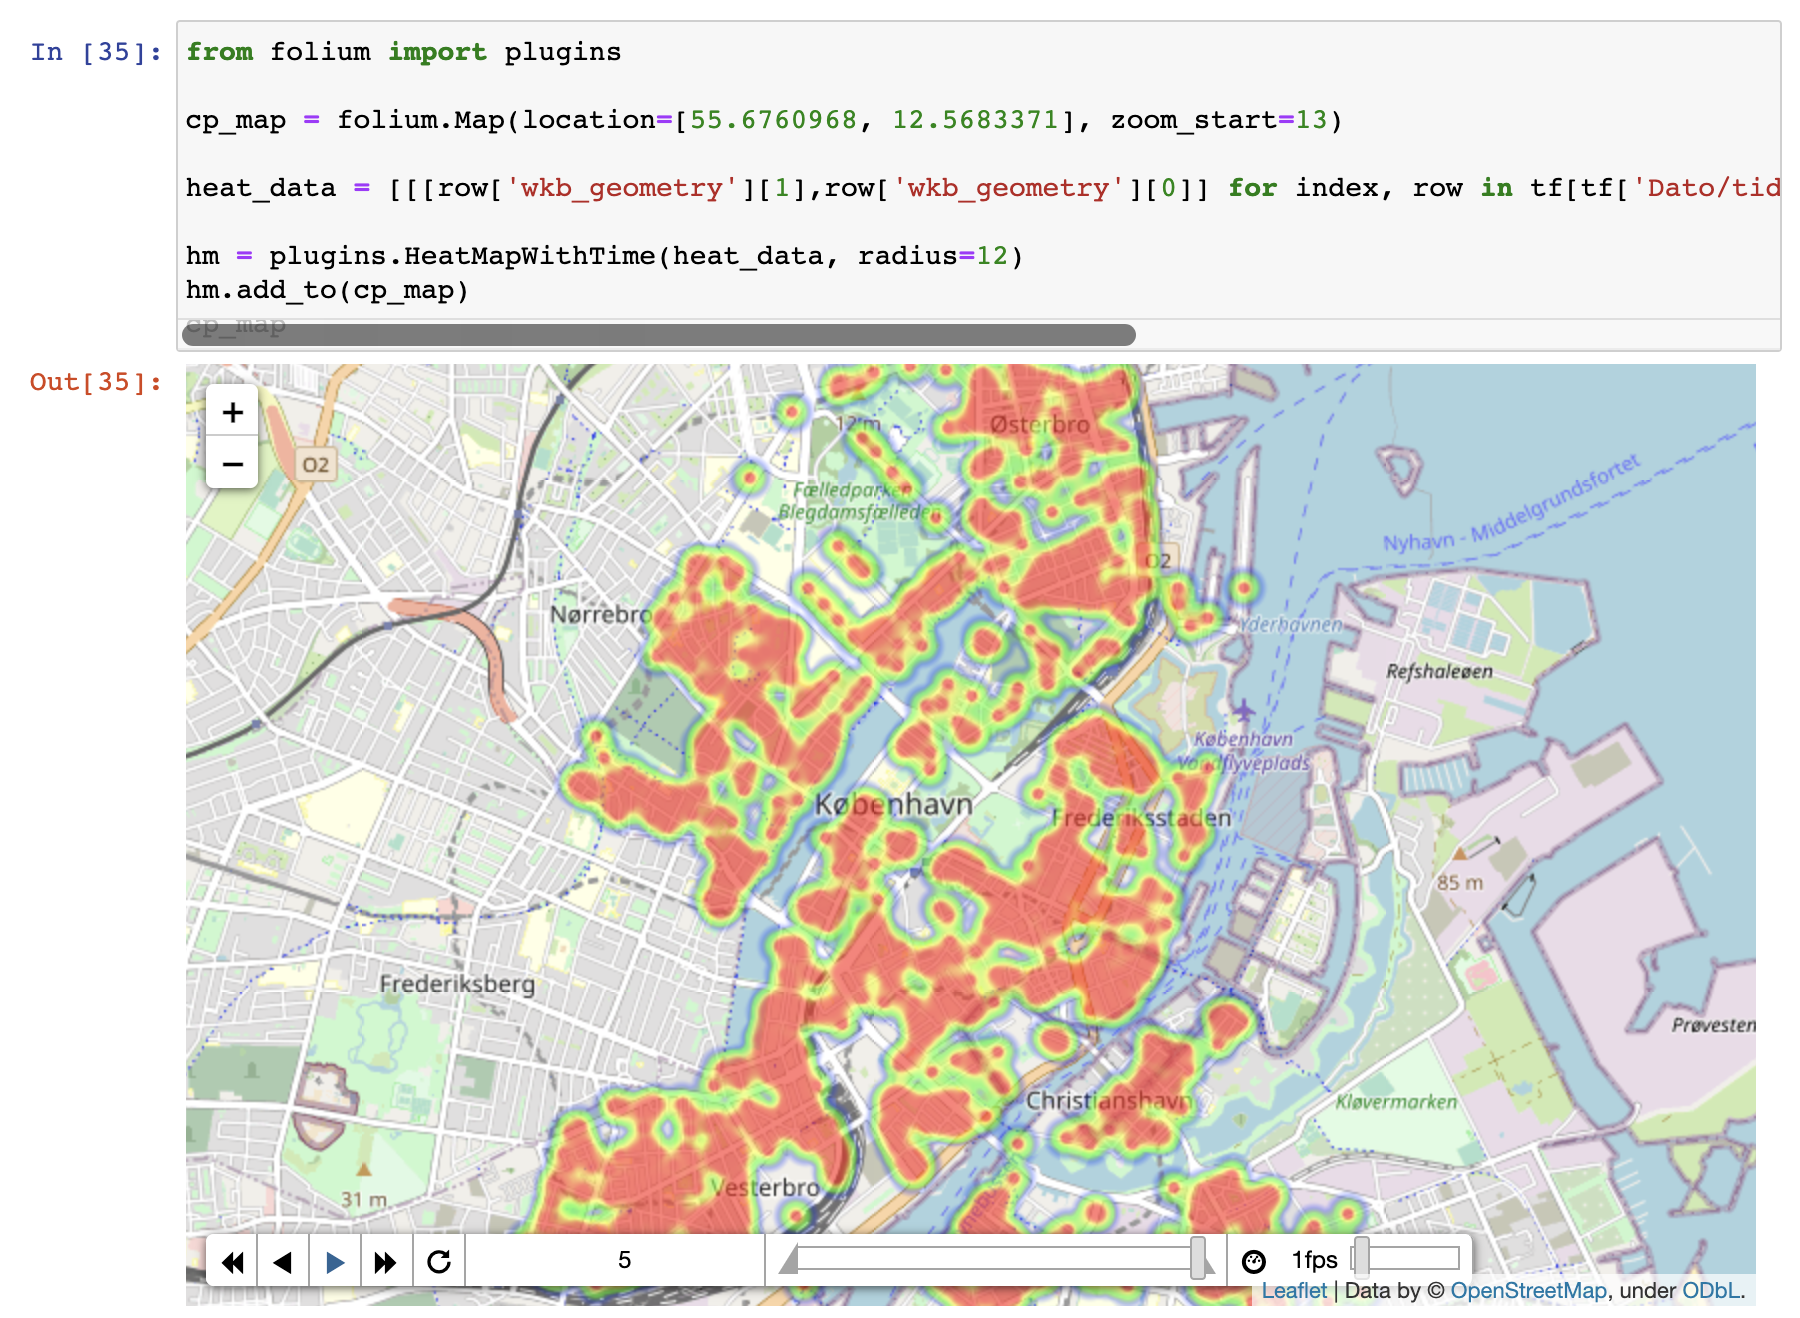 In [35]:
from folium import plugins
cp_map = folium.Map(location=[55.6760968, 12.5683371], zoom_start=13)
heat_data = [[[row['wkb_geometry'][1],row['wkb_geometry'][0]] for index, row in tf[tf['Dato/tid
hm = plugins.HeatMapWithTime(heat_data, radius=12)
hm.add_to(cp_map)
cp_map
Out[35]:
+
−
O2
12 m
Østerbro
Fælledparken
Blegdamsfælleden
Nyhavn - Middelgrundsfortet
O2
Nørrebro
Yderhavnen
Refshaleøen
København
Vandflyveplads
København
Frederiksstaden
85 m
Frederiksberg
Prøvesten
Christianshavn
Kløvermarken
31 m
Vesterbro
5
1fps
Leaflet | Data by © OpenStreetMap, under ODbL.